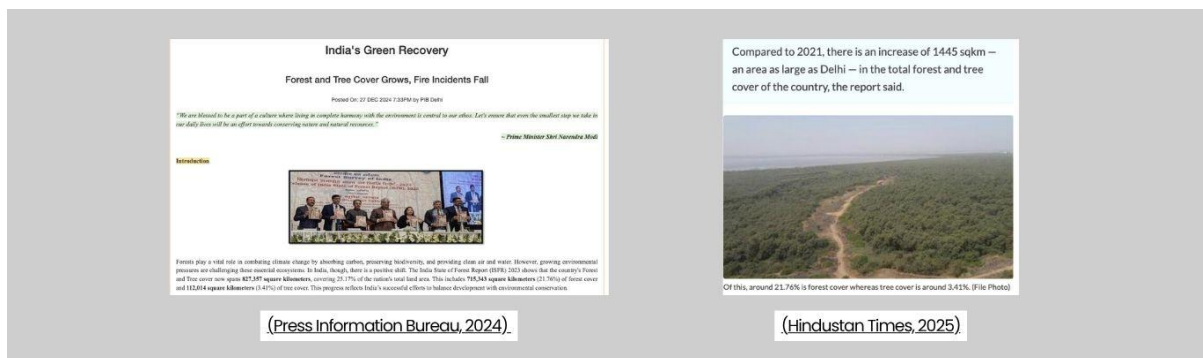 India's Green Recovery
Forest and Tree Cover Grows, Fire Incidents Fall
Posted On: 27 DEC 2024 7:33PM by PIB Delhi
"We are blessed to be a part of a culture where living in complete harmony with the environment is central to our ethos. Let's ensure that even the smallest step we take in
our daily lives will be an effort towards conserving nature and natural resources."
– Prime Minister Shri Narendra Modi
Introduction
Forests play a vital role in combating climate change by absorbing carbon, preserving biodiversity, and providing clean air and water. However, growing environmental
pressures are challenging these essential ecosystems. In India, though, there is a positive shift. The India State of Forest Report (ISFR) 2023 shows that the country's Forest
and Tree cover now spans 827,357 square kilometers, covering 25.17% of the nation's total land area. This includes 715,343 square kilometers (21.76%) of forest cover
and 112,014 square kilometers (3.41%) of tree cover. This progress reflects India's successful efforts to balance development with environmental conservation.
(Press Information Bureau, 2024)
Compared to 2021, there is an increase of 1445 sqkm —
an area as large as Delhi — in the total forest and tree
cover of the country, the report said.
Of this, around 21.76% is forest cover whereas tree cover is around 3.41%. (File Photo)
(Hindustan Times, 2025)